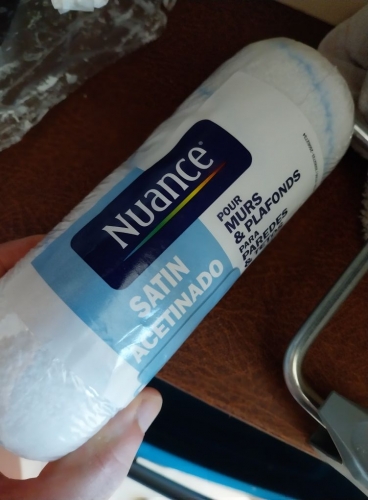 Nuance
SATIN
ACETINADO
POUR
MURS
& PLAFONDS
PARA
PAREDES
&